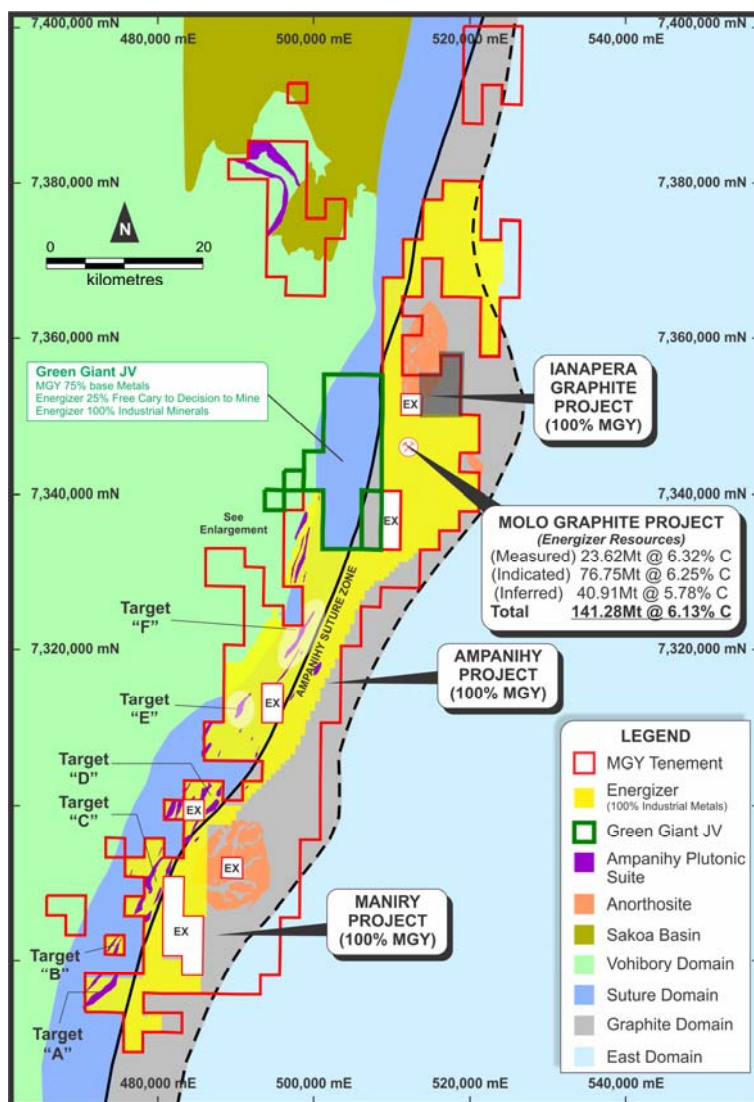 7,400,000 mN
7,400,000 mN
480,000 mE
500,000 mE
520,000 mE
540,000 mE
7,380,000 mN
7,380,000 mN
N
0 20
kilometres
7,360,000 mN
7,360,000 mN
Green Giant JV
MGY 75% base Metals
Energizer 25% Free Cary to Decision to Mine
Energizer 100% Industrial Minerals
IANAPERA
GRAPHITE
PROJECT
(100% MGY)
EX
7,340,000 mN
7,340,000 mN
EX
See
Enlargement
MOLO GRAPHITE PROJECT
(Energizer Resources)
(Measured) 23.62Mt @ 6.32% C
(Indicated) 76.75Mt @ 6.25% C
(Inferred) 40.91Mt @ 5.78% C
Total 141.28Mt @ 6.13% C
Target
"F"
AMPANIHY SUTURE ZONE
7,320,000 mN
7,320,000 mN
AMPANIHY
PROJECT
(100% MGY)
Target
"E"
EX
Target
"D"
Target
"C"
EX
EX
MANIRY
PROJECT
(100% MGY)
EX
Target
"B"
Target
"A"
LEGEND
MGY Tenement
Energizer
(100% Industrial Metals)
Green Giant JV
Ampanihy Plutonic
Suite
Anorthosite
Sakoa Basin
Vohibory Domain
Suture Domain
Graphite Domain
East Domain
480,000 mE
500,000 mE
520,000 mE
540,000 mE